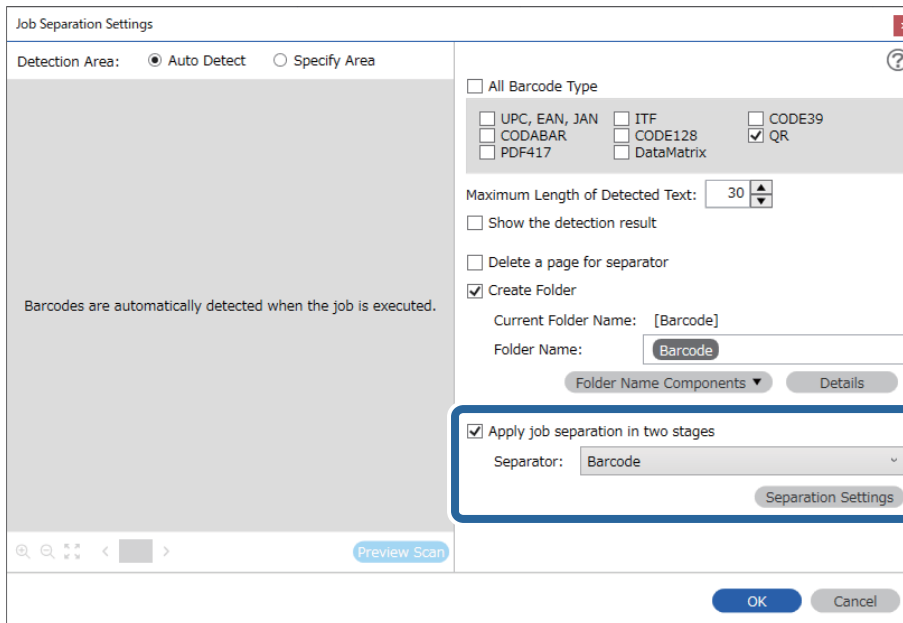 Job Separation Settings
Detection Area: Auto Detect Specify Area
?
All Barcode Type
UPC, EAN, JAN ITF CODE39
CODABAR CODE128 QR
PDF417 DataMatrix
Maximum Length of Detected Text: 30
Show the detection result
Delete a page for separator
Barcodes are automatically detected when the job is executed.
Create Folder
Current Folder Name: [Barcode]
Folder Name: Barcode
Folder Name Components Details
Apply job separation in two stages
Separator: Barcode
Separation Settings
Preview Scan
OK Cancel